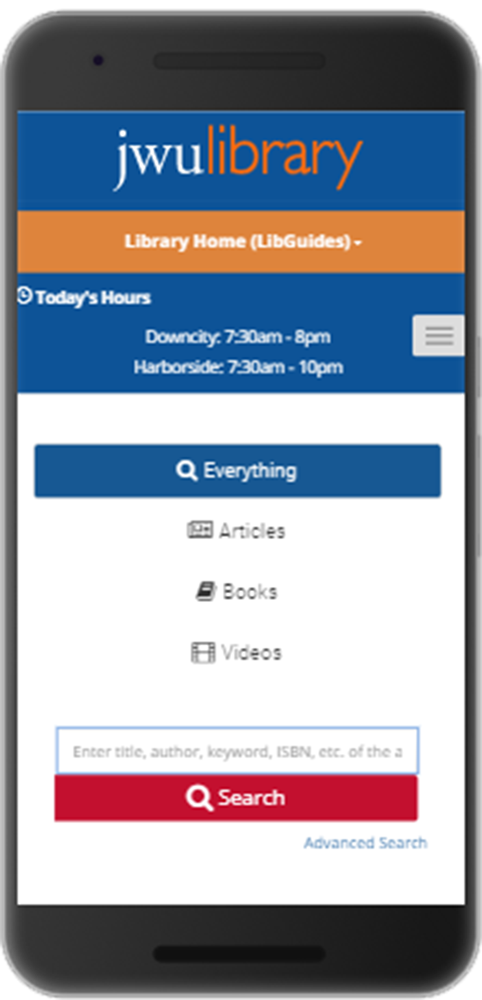 jwulibrary
Library Home (LibGuides)
Today's Hours
Downcity: 7:30am - 8pm
Harborside: 7:30am - 10pm
Everything
Articles
Books
Videos
Enter title, author, keyword, ISBN, etc. of the a
Search
Advanced Search